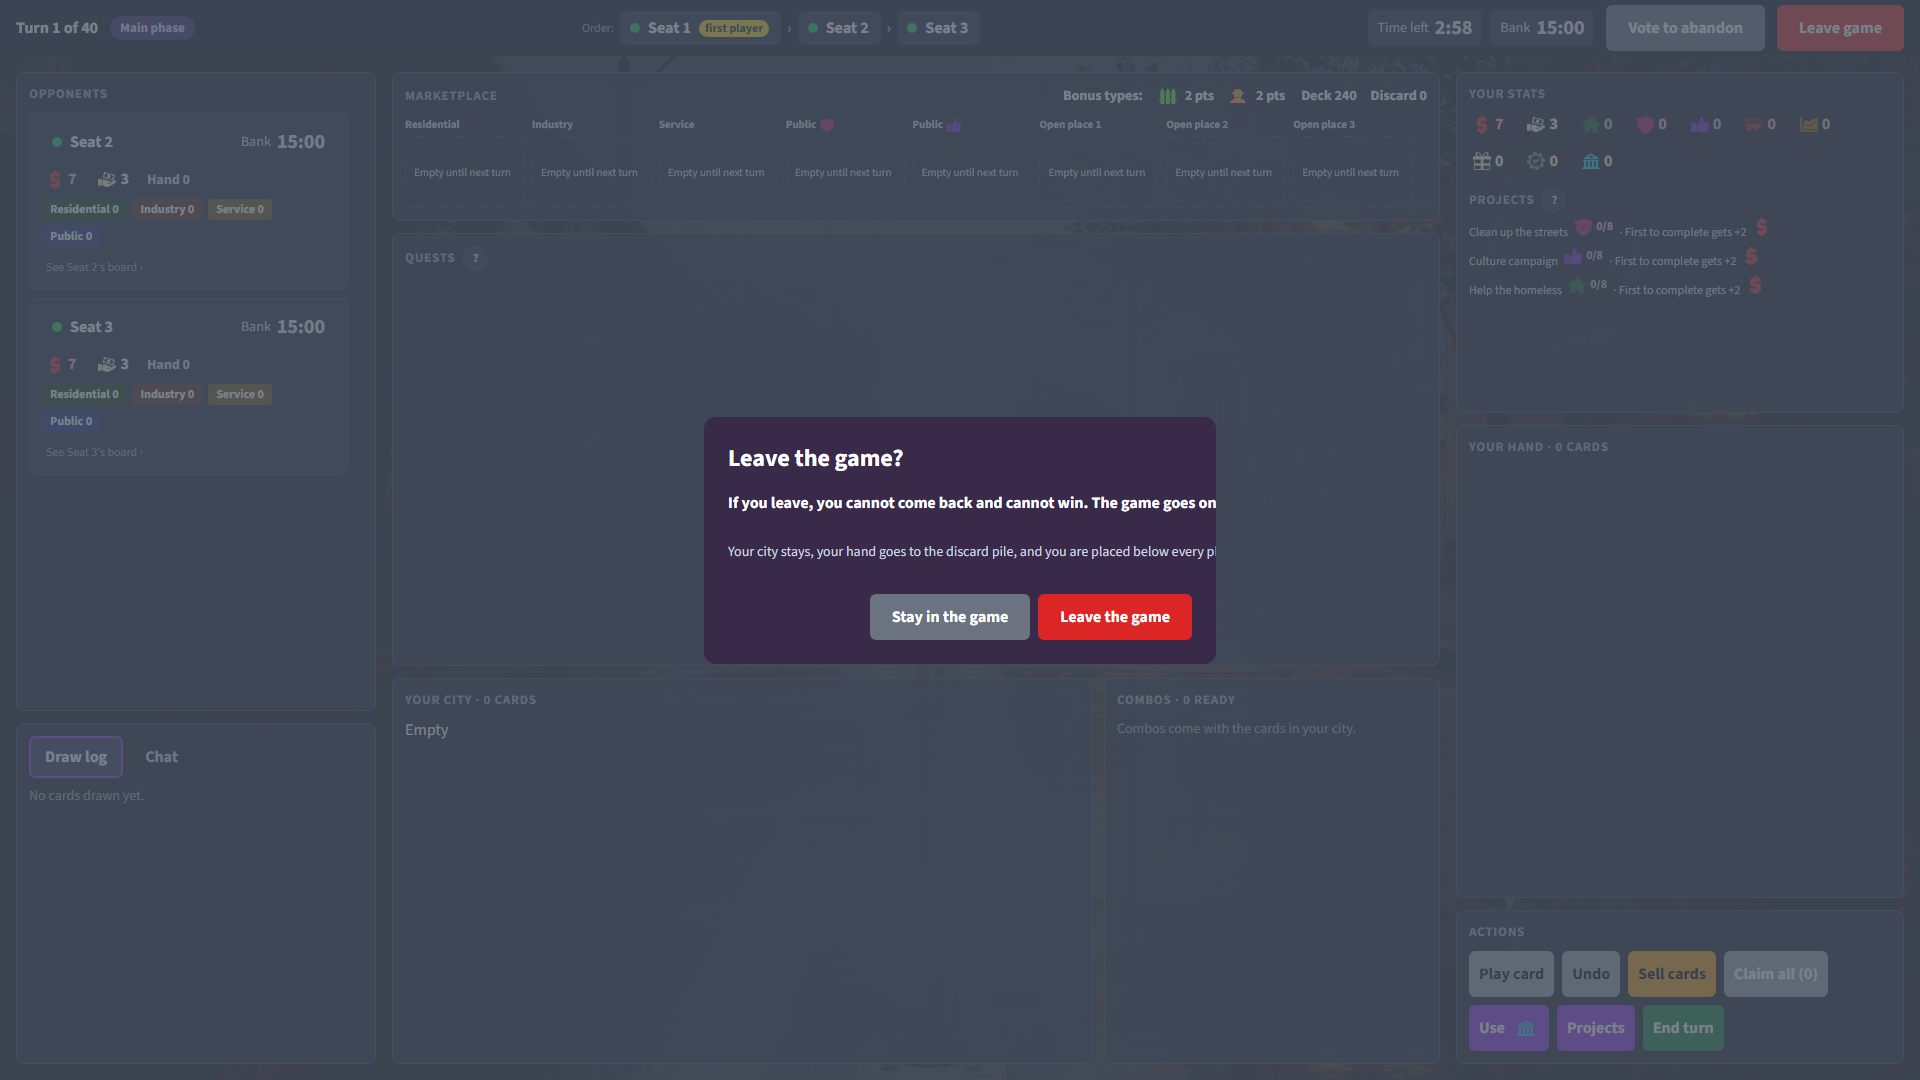 Turn 1 of 40 Main phase
Order: Seat 1 first player › Seat 2 › Seat 3
Time left 2:58 Bank 15:00 Vote to abandon Leave game
OPPONENTS
Seat 2 Bank 15:00
7 3 Hand 0
Residential 0 Industry 0 Service 0
Public 0
See Seat 2's board ›
Seat 3 Bank 15:00
7 3 Hand 0
Residential 0 Industry 0 Service 0
Public 0
See Seat 3's board ›
Draw log Chat
No cards drawn yet.
MARKETPLACE Bonus types: 2 pts 2 pts Deck 240 Discard 0
Residential Industry Service Public Public Open place 1 Open place 2 Open place 3
Empty until next turn Empty until next turn Empty until next turn Empty until next turn Empty until next turn Empty until next turn Empty until next turn Empty until next turn
QUESTS ?
Leave the game?
If you leave, you cannot come back and cannot win. The game goes on
Your city stays, your hand goes to the discard pile, and you are placed below every
Stay in the game Leave the game
YOUR CITY · 0 CARDS
Empty
COMBOS · 0 READY
Combos come with the cards in your city.
YOUR STATS
7 3 0 0 0 0 0
0 0 0
PROJECTS ?
Clean up the streets 0/8 · First to complete gets +2
Culture campaign 0/8 · First to complete gets +2
Help the homeless 0/8 · First to complete gets +2
YOUR HAND · 0 CARDS
ACTIONS
Play card Undo Sell cards Claim all (0)
Use Projects End turn